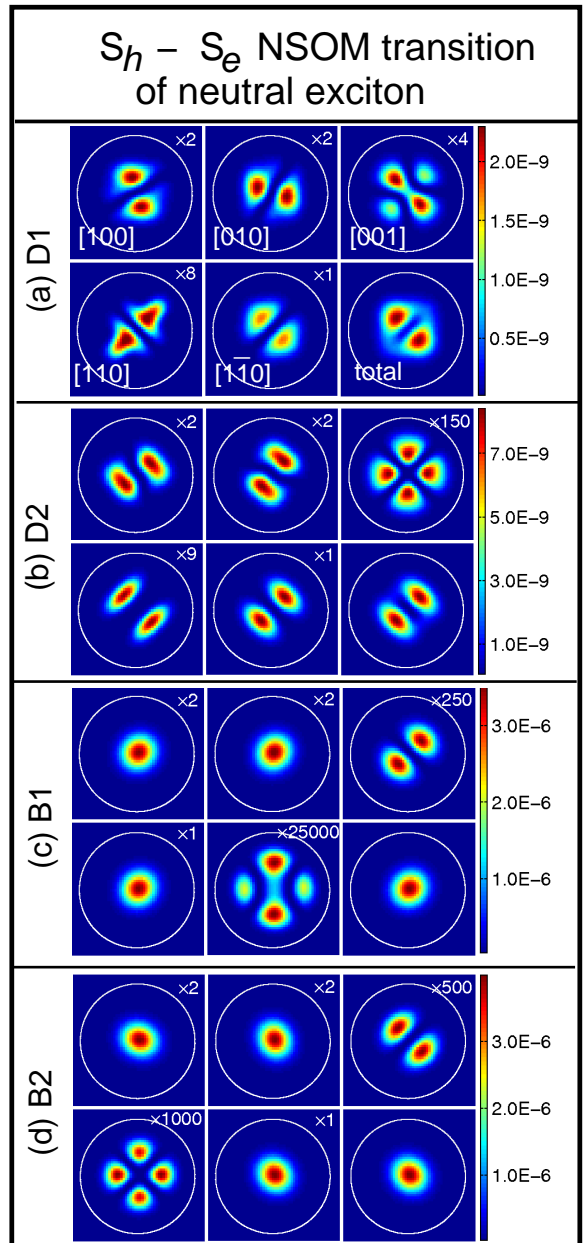 S_h – S_e NSOM transition
of neutral exciton
(a) D1
×2 ×2 ×4
[100] [010] [001]
×8 ×1
[110] [11̅0] total
2.0E−9
1.5E−9
1.0E−9
0.5E−9
(b) D2
×2 ×2 ×150
×9 ×1
7.0E−9
5.0E−9
3.0E−9
1.0E−9
(c) B1
×2 ×2 ×250
×1 ×25000
3.0E−6
2.0E−6
1.0E−6
(d) B2
×2 ×2 ×500
×1000 ×1
3.0E−6
2.0E−6
1.0E−6